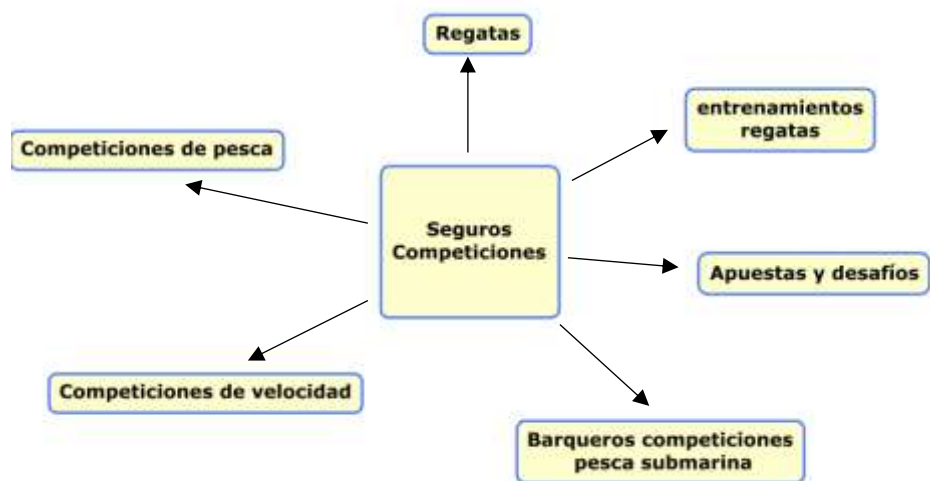 Regatas
entrenamientos
regatas
Competiciones de pesca
Seguros
Competiciones
Apuestas y desafíos
Competiciones de velocidad
Barqueros competiciones
pesca submarina